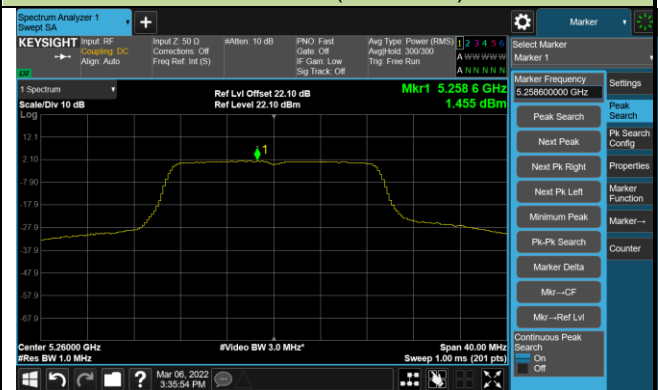 Spectrum Analyzer 1
Swept SA
Marker
KEYSIGHT
Input: RF
Coupling: DC
Align: Auto
Input Z: 50 Ω
Corrections: Off
Freq Ref: Int (S)
#Atten: 10 dB
PNO: Fast
Gate: Off
IF Gain: Low
Sig Track: Off
Avg Type: Power (RMS)
Avg|Hold: 300/300
Trig: Free Run
1 2 3 4 5 6
A W W W W W
A N N N N N
Select Marker
Marker 1
1 Spectrum
Scale/Div 10 dB
Log
Ref Lvl Offset 22.10 dB
Ref Level 22.10 dBm
Mkr1 5.258 6 GHz
1.455 dBm
Marker Frequency
5.258600000 GHz
Settings
Peak Search
Peak
Search
Next Peak
Pk Search
Config
Next Pk Right
Properties
Next Pk Left
Marker
Function
Minimum Peak
Marker→
Pk-Pk Search
Counter
Marker Delta
Mkr→CF
Mkr→Ref Lvl
Continuous Peak
Search
On
Off
12.1
2.10
-7.90
-17.9
-27.9
-37.9
-47.9
-57.9
-67.9
1
Center 5.26000 GHz
#Res BW 1.0 MHz
#Video BW 3.0 MHz*
Span 40.00 MHz
Sweep 1.00 ms (201 pts)
Mar 06, 2022
3:35:54 PM